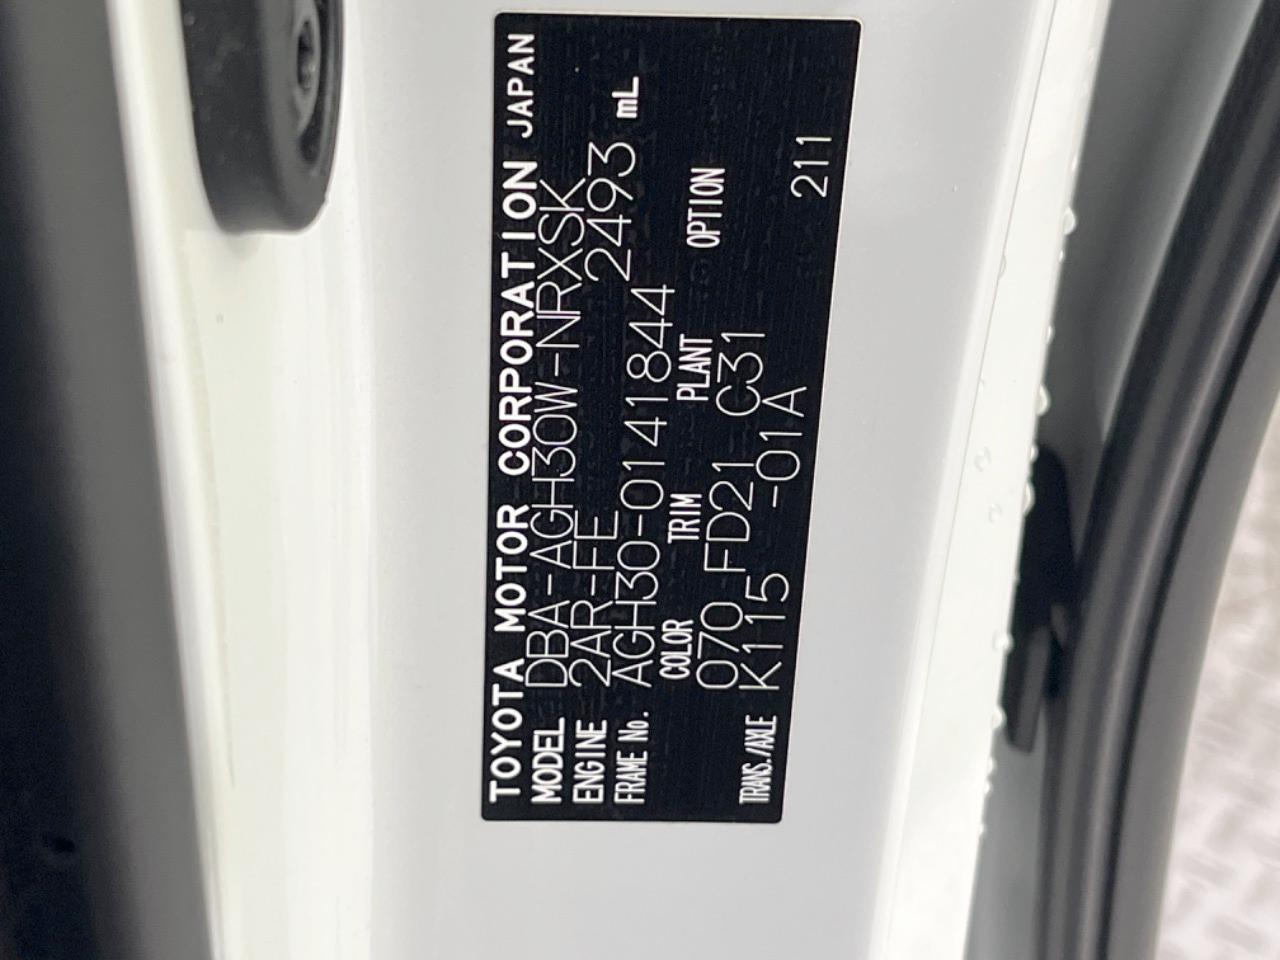 TOYOTA MOTOR CORPORATION JAPAN
MODEL DBA-AGH30W-NRXSK
ENGINE 2AR-FE 2493 mL
FRAME No. AGH30-0141844
COLOR TRIM PLANT OPTION
070 FD21 C31
TRANS./AXLE K115 -01A
211